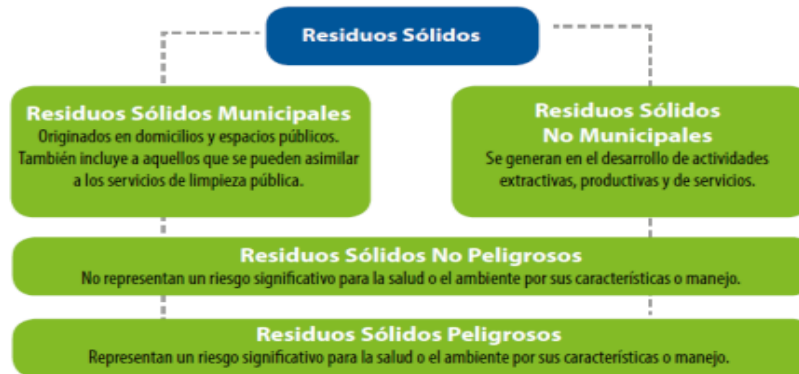 Residuos Sólidos
Residuos Sólidos Municipales
Originados en domicilios y espacios públicos.
También incluye a aquellos que se pueden asimilar
a los servicios de limpieza pública.
Residuos Sólidos
No Municipales
Se generan en el desarrollo de actividades
extractivas, productivas y de servicios.
Residuos Sólidos No Peligrosos
No representan un riesgo significativo para la salud o el ambiente por sus características o manejo.
Residuos Sólidos Peligrosos
Representan un riesgo significativo para la salud o el ambiente por sus características o manejo.